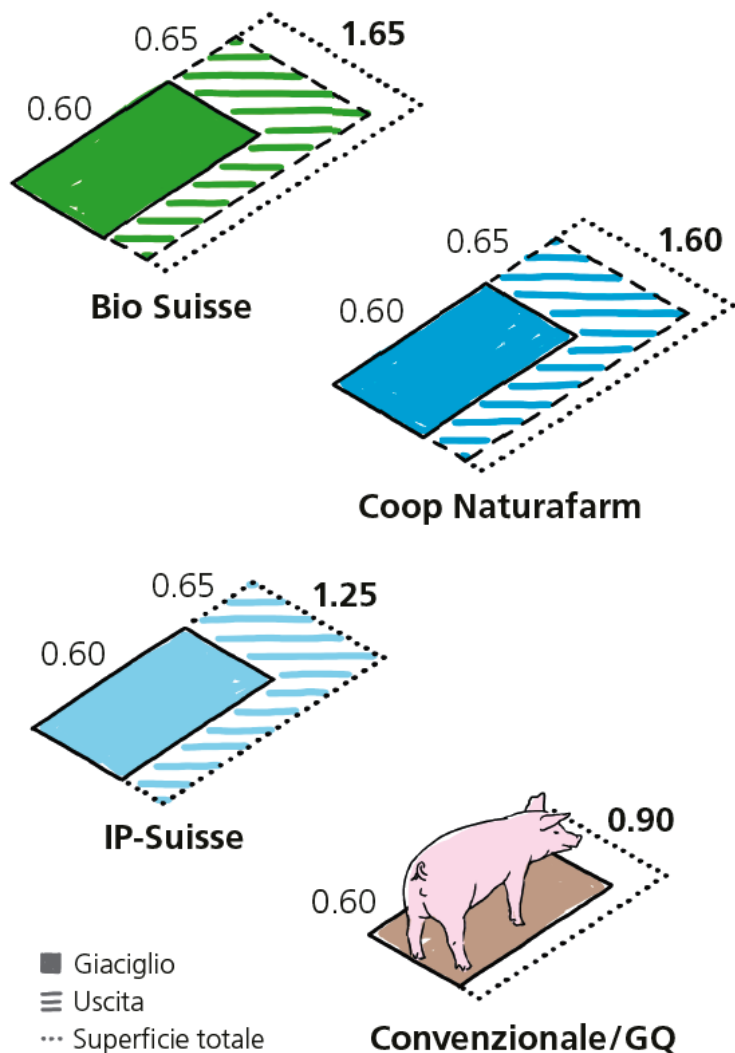 0.65
1.65
0.60
Bio Suisse
0.65
1.60
0.60
Coop Naturafarm
0.65
1.25
0.60
IP-Suisse
0.90
0.60
Giaciglio
Uscita
Superficie totale
Convenzionale/GQ